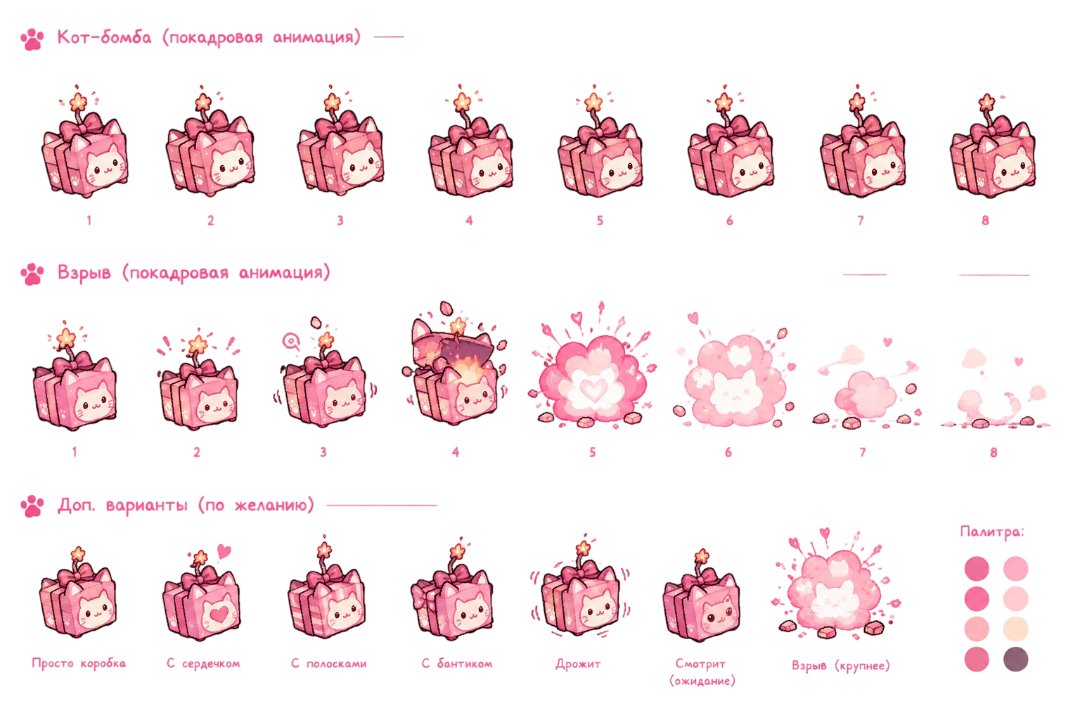 Кот-бомба (покадровая анимация)
1 2 3 4 5 6 7 8
Взрыв (покадровая анимация)
1 2 3 4 5 6 7 8
Доп. варианты (по желанию)
Палитра:
Просто коробка
С сердечком
С полосками
С бантиком
Дрожит
Смотрит
(ожидание)
Взрыв (крупнее)